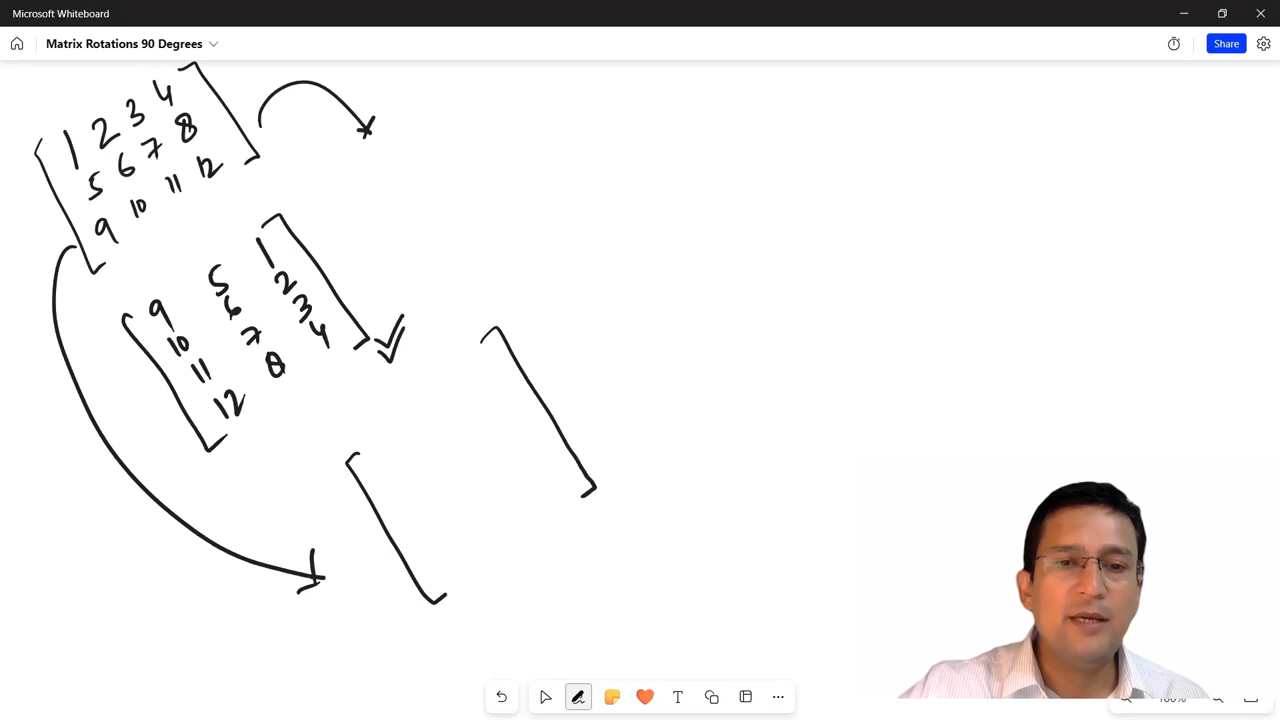 Microsoft Whiteboard
Matrix Rotations 90 Degrees
Share
1 2 3 4
5 6 7 8
9 10 11 12
9 5 1
10 6 2
11 7 3
12 8 4
T